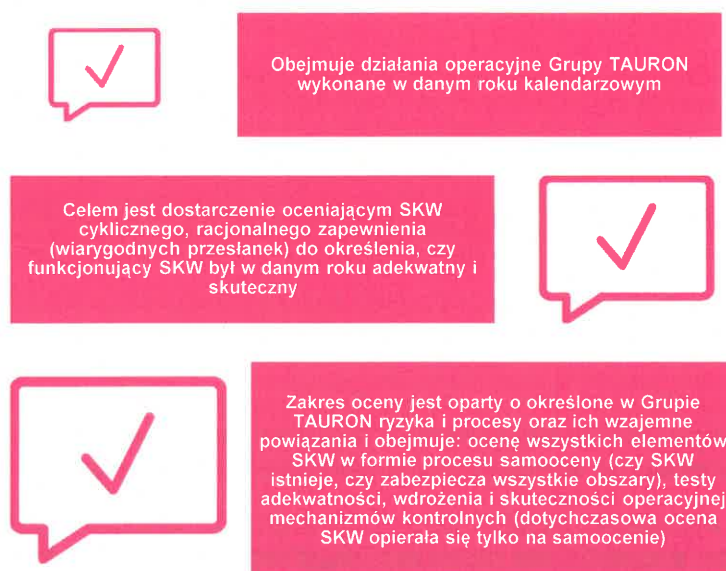 Obejmuje działania operacyjne Grupy TAURON
wykonane w danym roku kalendarzowym
Celem jest dostarczenie oceniającym SKW
cyklicznego, racjonalnego zapewnienia
(wiarygodnych przesłanek) do określenia, czy
funkcjonujący SKW był w danym roku adekwatny i
skuteczny
Zakres oceny jest oparty o określone w Grupie
TAURON ryzyka i procesy oraz ich wzajemne
powiązania i obejmuje: ocenę wszystkich elementów
SKW w formie procesu samooceny (czy SKW
istnieje, czy zabezpiecza wszystkie obszary), testy
adekwatności, wdrożenia i skuteczności operacyjnej
mechanizmów kontrolnych (dotychczasowa ocena
SKW opierała się tylko na samoocenie)